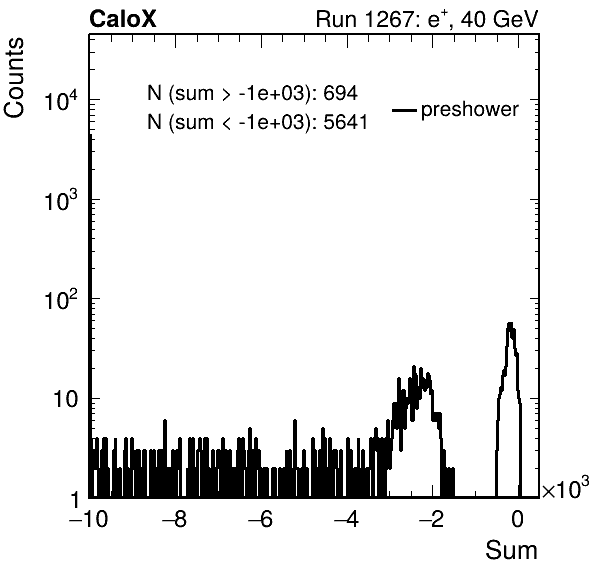 CaloX Run 1267: e⁺, 40 GeV
Counts
N (sum > -1e+03): 694
N (sum < -1e+03): 5641
preshower
10⁴
10³
10²
10
1
−10 −8 −6 −4 −2 0 ×10³
Sum